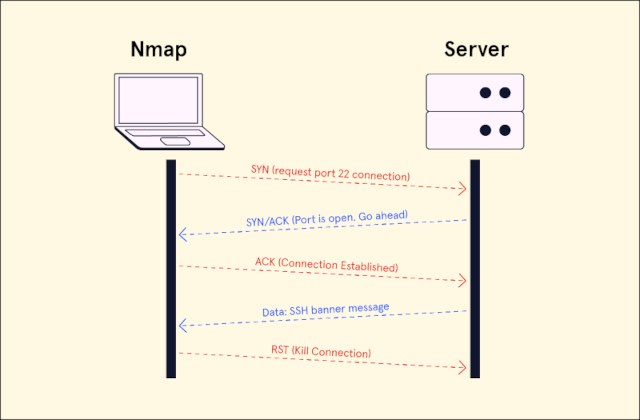 Nmap
Server
SYN (request port 22 connection)
SYN/ACK (Port is open. Go ahead)
ACK (Connection Established)
Data: SSH banner message
RST (Kill Connection)